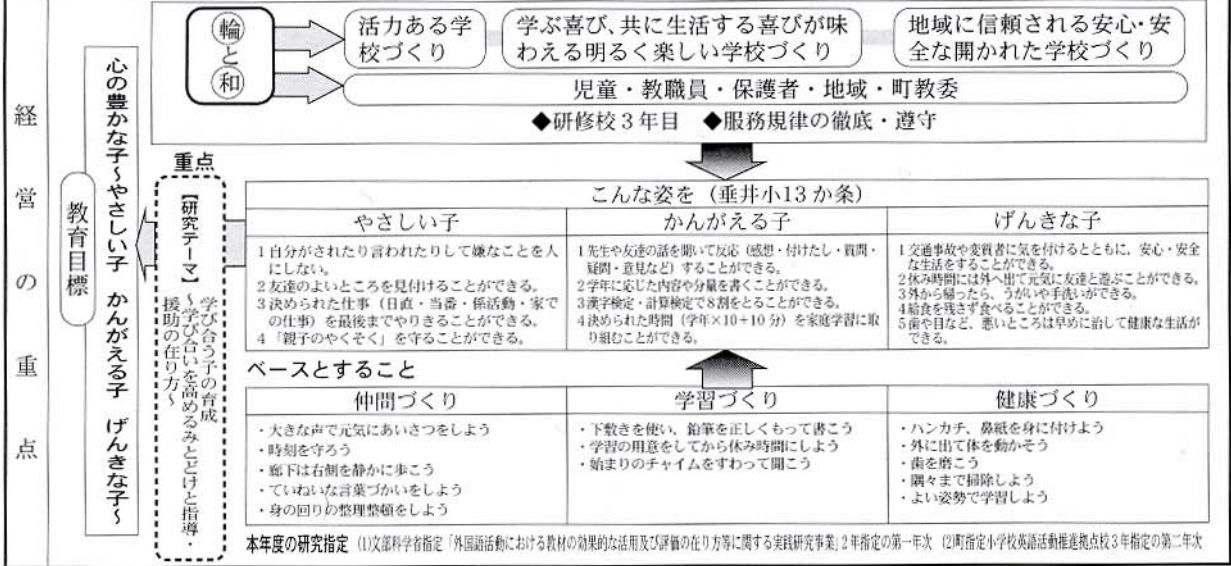 経営の重点
心の豊かな子～やさしい子　かんがえる子　げんきな子～
教育目標
輪と和
活力ある学
校づくり
学ぶ喜び、共に生活する喜びが味
わえる明るく楽しい学校づくり
地域に信頼される安心・安
全な開かれた学校づくり
児童・教職員・保護者・地域・町教委
◆研修校３年目　◆服務規律の徹底・遵守
重点
【研究テーマ】
学び合う子の育成
～学び合いを高めるみとどけと指導・
援助の在り方～
こんな姿を（垂井小13か条）
やさしい子
1 自分がされたり言われたりして嫌なことを人
にしない。
2 友達のよいところを見付けることができる。
3 決められた仕事（日直・当番・係活動・家で
の仕事）を最後までやりきることができる。
4 「親子のやくそく」を守ることができる。
かんがえる子
1 先生や友達の話を聞いて反応（感想・付けたし・質問・
疑問・意見など）することができる。
2 学年に応じた内容や分量を書くことができる。
3 漢字検定・計算検定で８割をとることができる。
4 決められた時間（学年×10＋10分）を家庭学習に取
り組むことができる。
げんきな子
1 交通事故や変質者に気を付けるとともに、安心・安全
な生活をすることができる。
2 休み時間には外へ出て元気に友達と遊ぶことができる。
3 外から帰ったら、うがいや手洗いができる。
4 給食を残さず食べることができる。
5 歯や目など、悪いところは早めに治して健康な生活が
できる。
ベースとすること
仲間づくり
・大きな声で元気にあいさつをしよう
・時刻を守ろう
・廊下は右側を静かに歩こう
・ていねいな言葉づかいをしよう
・身の回りの整理整頓をしよう
学習づくり
・下敷きを使い、鉛筆を正しくもって書こう
・学習の用意をしてから休み時間にしよう
・始まりのチャイムをすわって聞こう
健康づくり
・ハンカチ、鼻紙を身に付けよう
・外に出て体を動かそう
・歯を磨こう
・隅々まで掃除しよう
・よい姿勢で学習しよう
本年度の研究指定 (1)文部科学省指定「外国語活動における教材の効果的な活用及び評価の在り方等に関する実践研究事業」２年指定の第一年次 (2)町指定小学校英語活動推進拠点校３年指定の第二年次